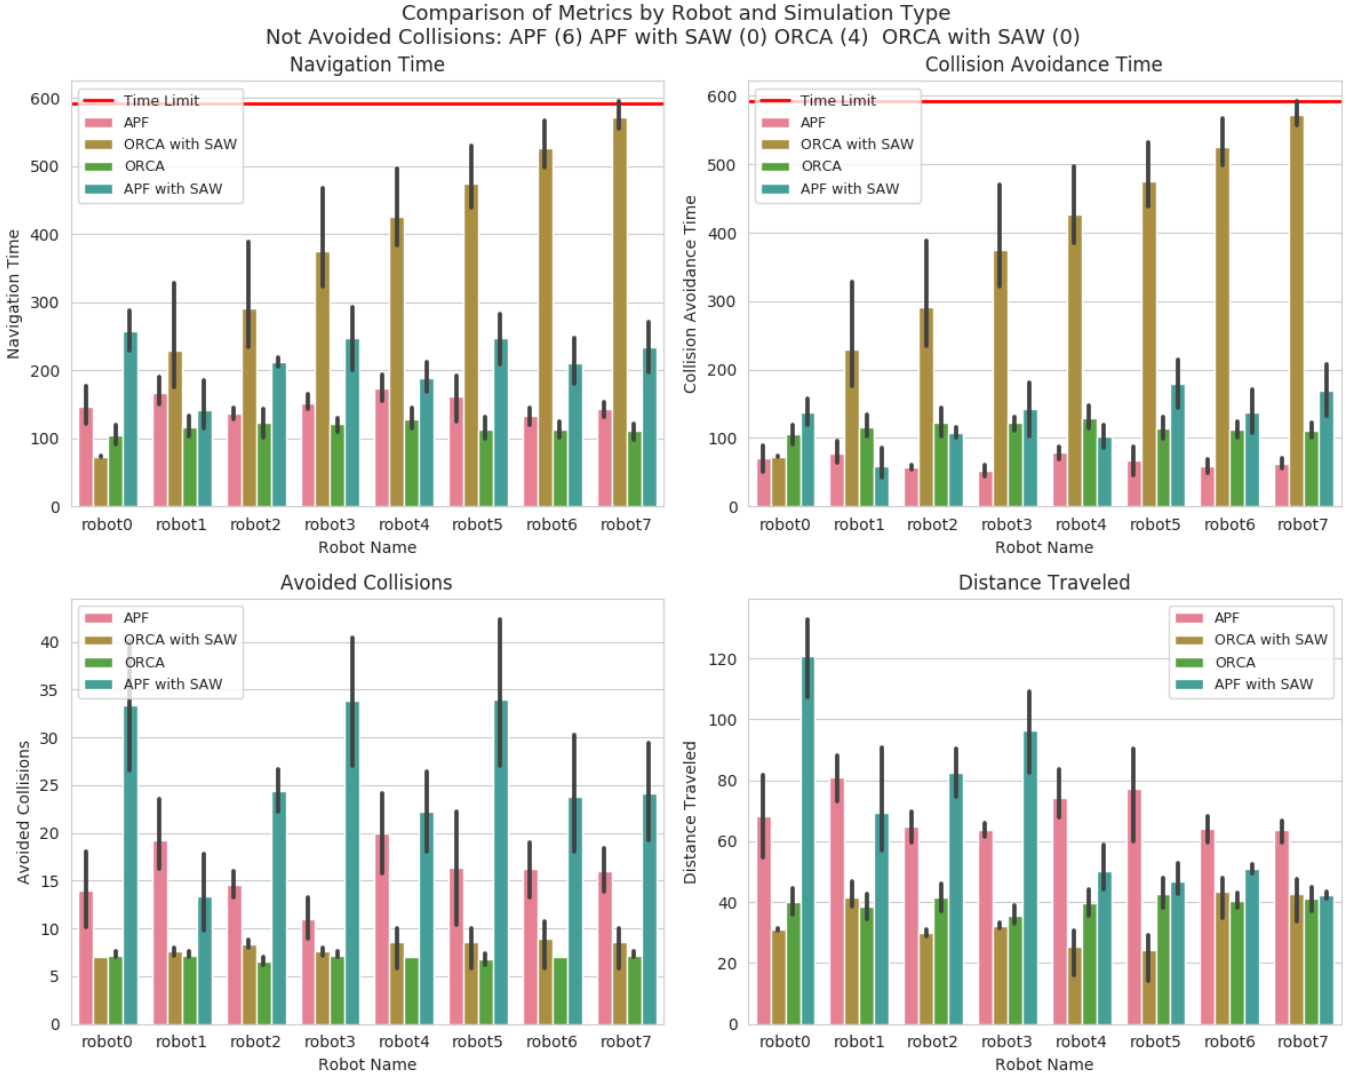 Comparison of Metrics by Robot and Simulation Type
Not Avoided Collisions: APF (6) APF with SAW (0) ORCA (4)  ORCA with SAW (0)
Navigation Time
Time Limit
APF
ORCA with SAW
ORCA
APF with SAW
Navigation Time
600
500
400
300
200
100
0
robot0 robot1 robot2 robot3 robot4 robot5 robot6 robot7
Robot Name
Collision Avoidance Time
Time Limit
APF
ORCA with SAW
ORCA
APF with SAW
Collision Avoidance Time
600
500
400
300
200
100
0
robot0 robot1 robot2 robot3 robot4 robot5 robot6 robot7
Robot Name
Avoided Collisions
APF
ORCA with SAW
ORCA
APF with SAW
Avoided Collisions
40
35
30
25
20
15
10
5
0
robot0 robot1 robot2 robot3 robot4 robot5 robot6 robot7
Robot Name
Distance Traveled
APF
ORCA with SAW
ORCA
APF with SAW
Distance Traveled
120
100
80
60
40
20
0
robot0 robot1 robot2 robot3 robot4 robot5 robot6 robot7
Robot Name